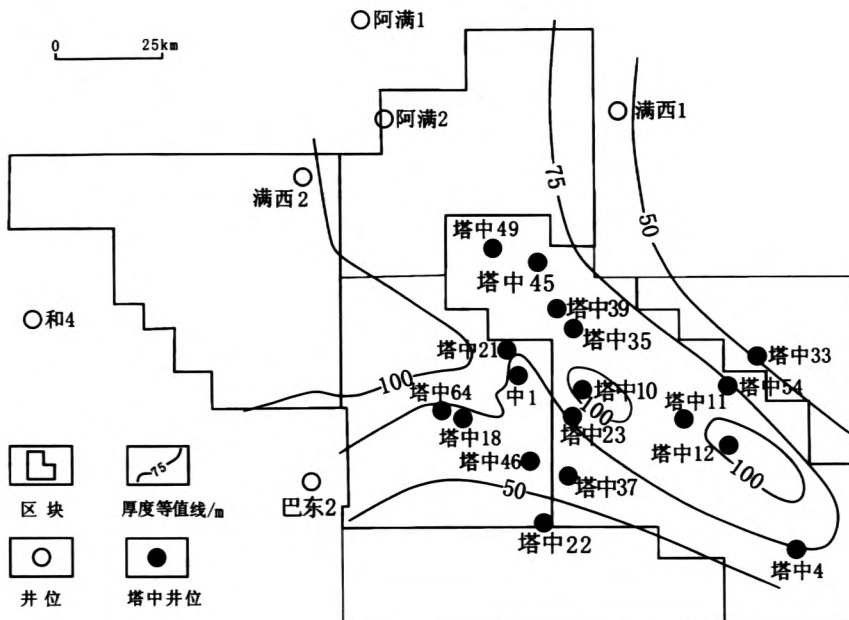 阿满1
0 25km
阿满2
满西1
满西2
75
50
塔中49
塔中45
和4
塔中39
塔中35
塔中21
塔中33
100
中1
塔中10
塔中54
塔中64
100
塔中11
塔中18
塔中23
塔中12
100
塔中46
巴东2
50
塔中37
塔中22
塔中4
75
区块
厚度等值线/m
井位
塔中井位